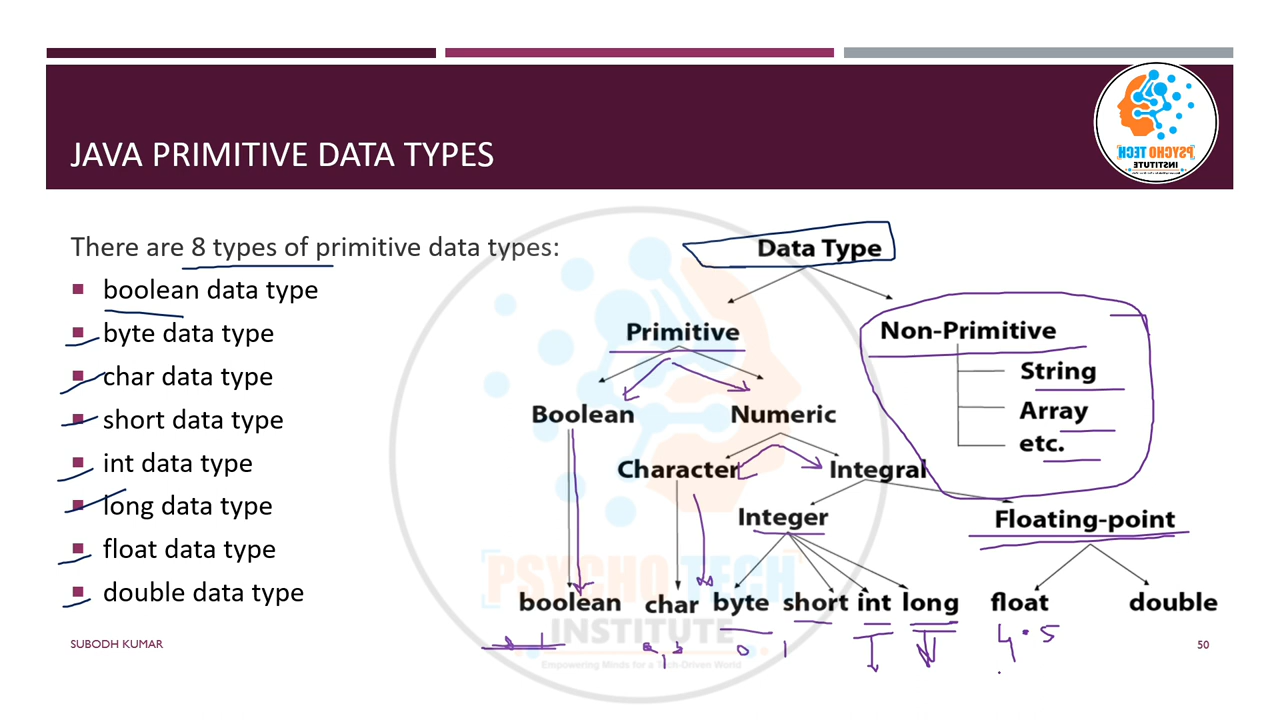 JAVA PRIMITIVE DATA TYPES
PSYCHO TECH
INSTITUTE
There are 8 types of primitive data types:
boolean data type
byte data type
char data type
short data type
int data type
long data type
float data type
double data type
Data Type
Primitive
Non-Primitive
String
Array
etc.
Boolean
Numeric
Character
Integral
Integer
Floating-point
boolean
char
byte
short
int
long
float
double
0 1
4.5
PSYCHO TECH
INSTITUTE
Empowering Minds for a Tech-Driven World
SUBODH KUMAR
50